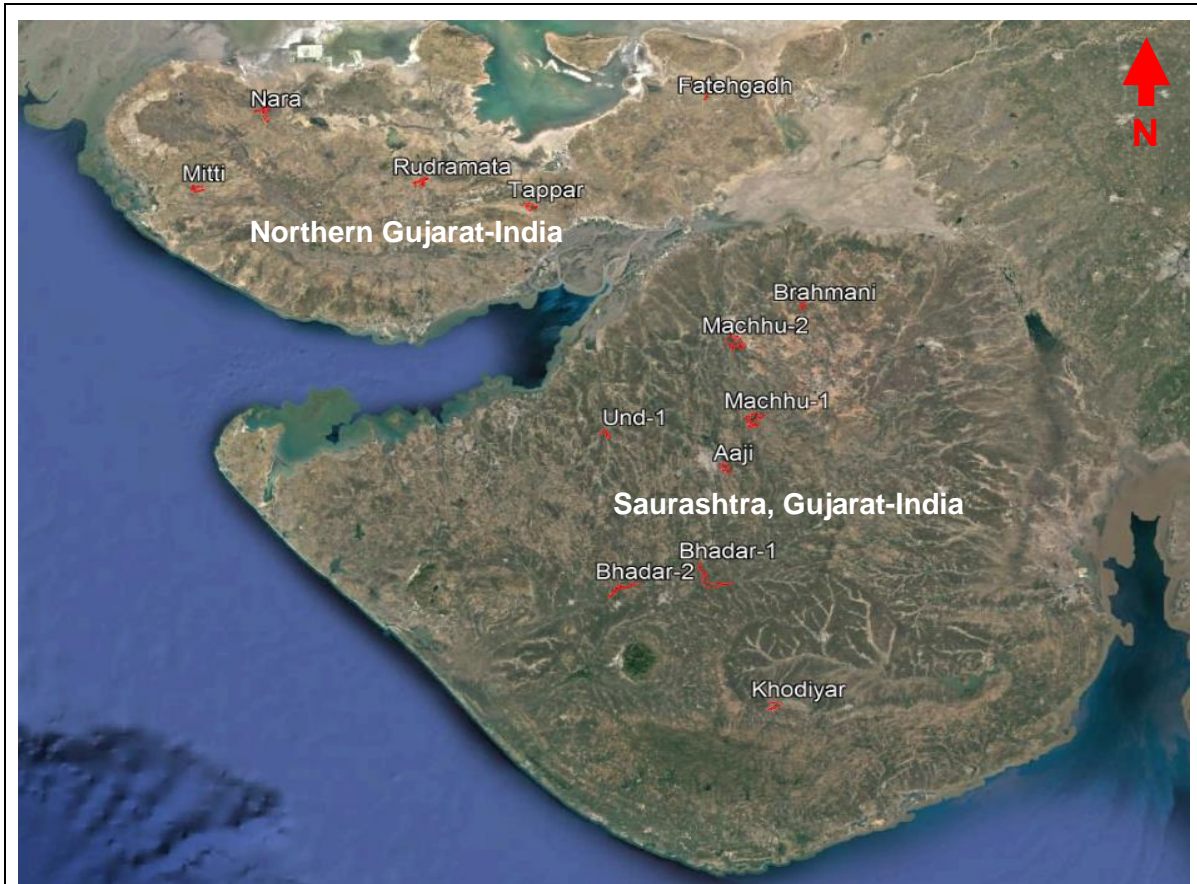 Fatehgadh
N
Nara
Rudramata
Mitti
Tappar
Northern Gujarat-India
Brahmani
Machhu-2
Machhu-1
Und-1
Aaji
Saurashtra, Gujarat-India
Bhadar-1
Bhadar-2
Khodiyar